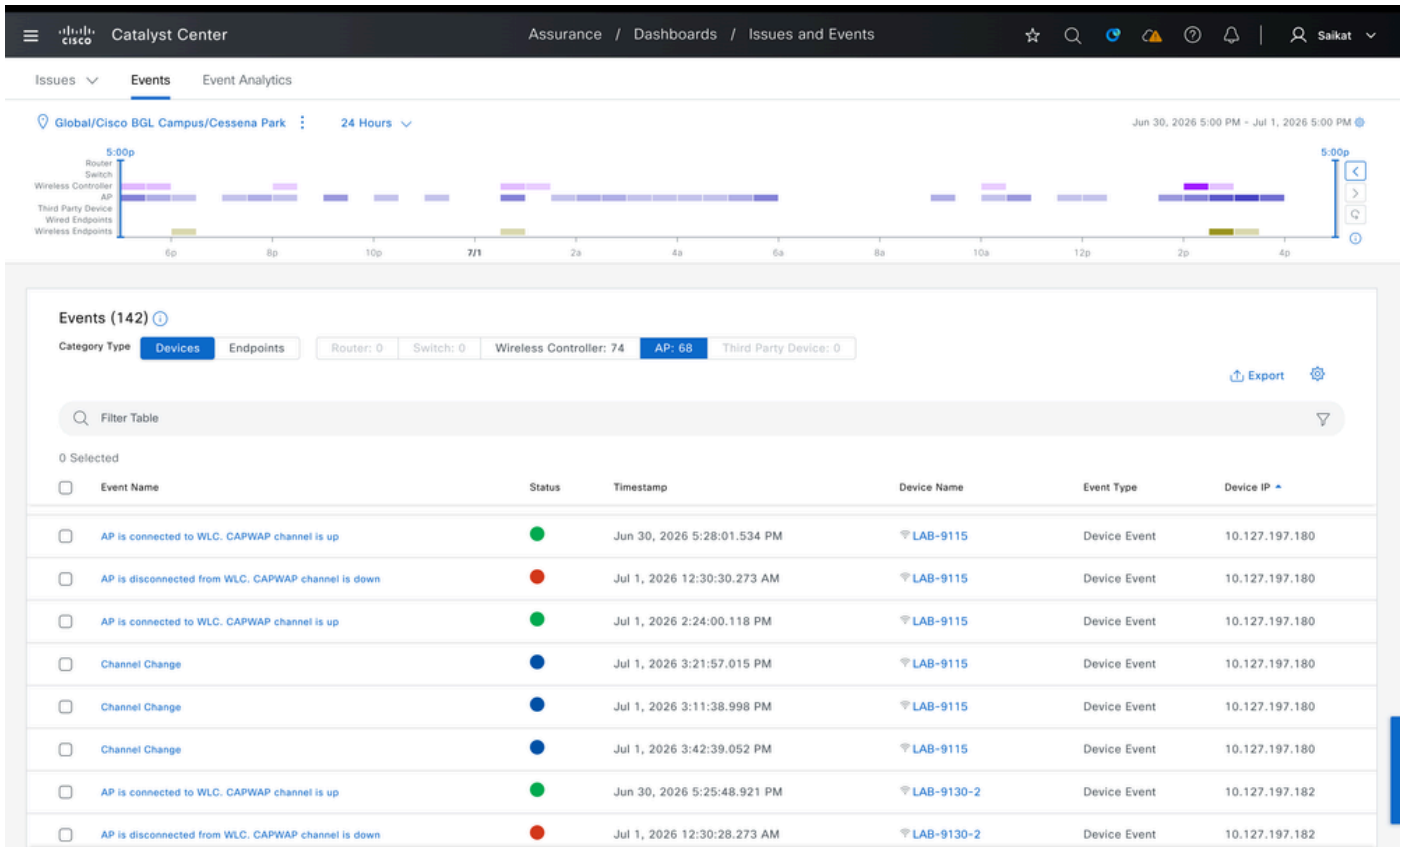 cisco Catalyst Center Assurance / Dashboards / Issues and Events Saikat
Issues Events Event Analytics
Global/Cisco BGL Campus/Cessena Park 24 Hours Jun 30, 2026 5:00 PM - Jul 1, 2026 5:00 PM
5:00p 5:00p
Router
Switch
Wireless Controller
AP
Third Party Device
Wired Endpoints
Wireless Endpoints
6p 8p 10p 7/1 2a 4a 6a 8a 10a 12p 2p 4p
Events (142)
Category Type Devices Endpoints Router: 0 Switch: 0 Wireless Controller: 74 AP: 68 Third Party Device: 0
Export
Filter Table
0 Selected
Event Name Status Timestamp Device Name Event Type Device IP
AP is connected to WLC. CAPWAP channel is up Jun 30, 2026 5:28:01.534 PM LAB-9115 Device Event 10.127.197.180
AP is disconnected from WLC. CAPWAP channel is down Jul 1, 2026 12:30:30.273 AM LAB-9115 Device Event 10.127.197.180
AP is connected to WLC. CAPWAP channel is up Jul 1, 2026 2:24:00.118 PM LAB-9115 Device Event 10.127.197.180
Channel Change Jul 1, 2026 3:21:57.015 PM LAB-9115 Device Event 10.127.197.180
Channel Change Jul 1, 2026 3:11:38.998 PM LAB-9115 Device Event 10.127.197.180
Channel Change Jul 1, 2026 3:42:39.052 PM LAB-9115 Device Event 10.127.197.180
AP is connected to WLC. CAPWAP channel is up Jun 30, 2026 5:25:48.921 PM LAB-9130-2 Device Event 10.127.197.182
AP is disconnected from WLC. CAPWAP channel is down Jul 1, 2026 12:30:28.273 AM LAB-9130-2 Device Event 10.127.197.182